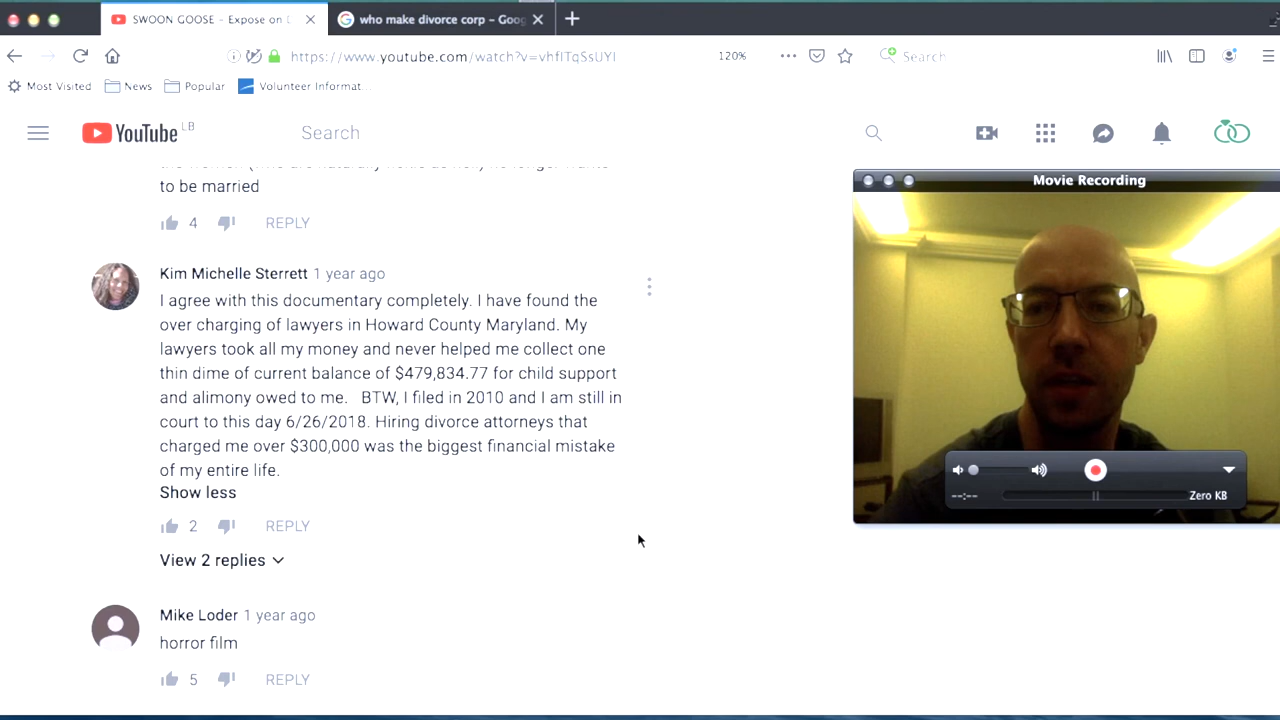 SWOON GOOSE - Expose on
who make divorce corp – Goog
https://www.youtube.com/watch?v=vhfITqSsUYI
120%
Search
Most Visited
News
Popular
Volunteer Informat...
YouTube LB
Search
to be married
4
REPLY
Kim Michelle Sterrett 1 year ago
I agree with this documentary completely. I have found the
over charging of lawyers in Howard County Maryland. My
lawyers took all my money and never helped me collect one
thin dime of current balance of $479,834.77 for child support
and alimony owed to me. BTW, I filed in 2010 and I am still in
court to this day 6/26/2018. Hiring divorce attorneys that
charged me over $300,000 was the biggest financial mistake
of my entire life.
Show less
2
REPLY
View 2 replies
Mike Loder 1 year ago
horror film
5
REPLY
Movie Recording
--:--
Zero KB